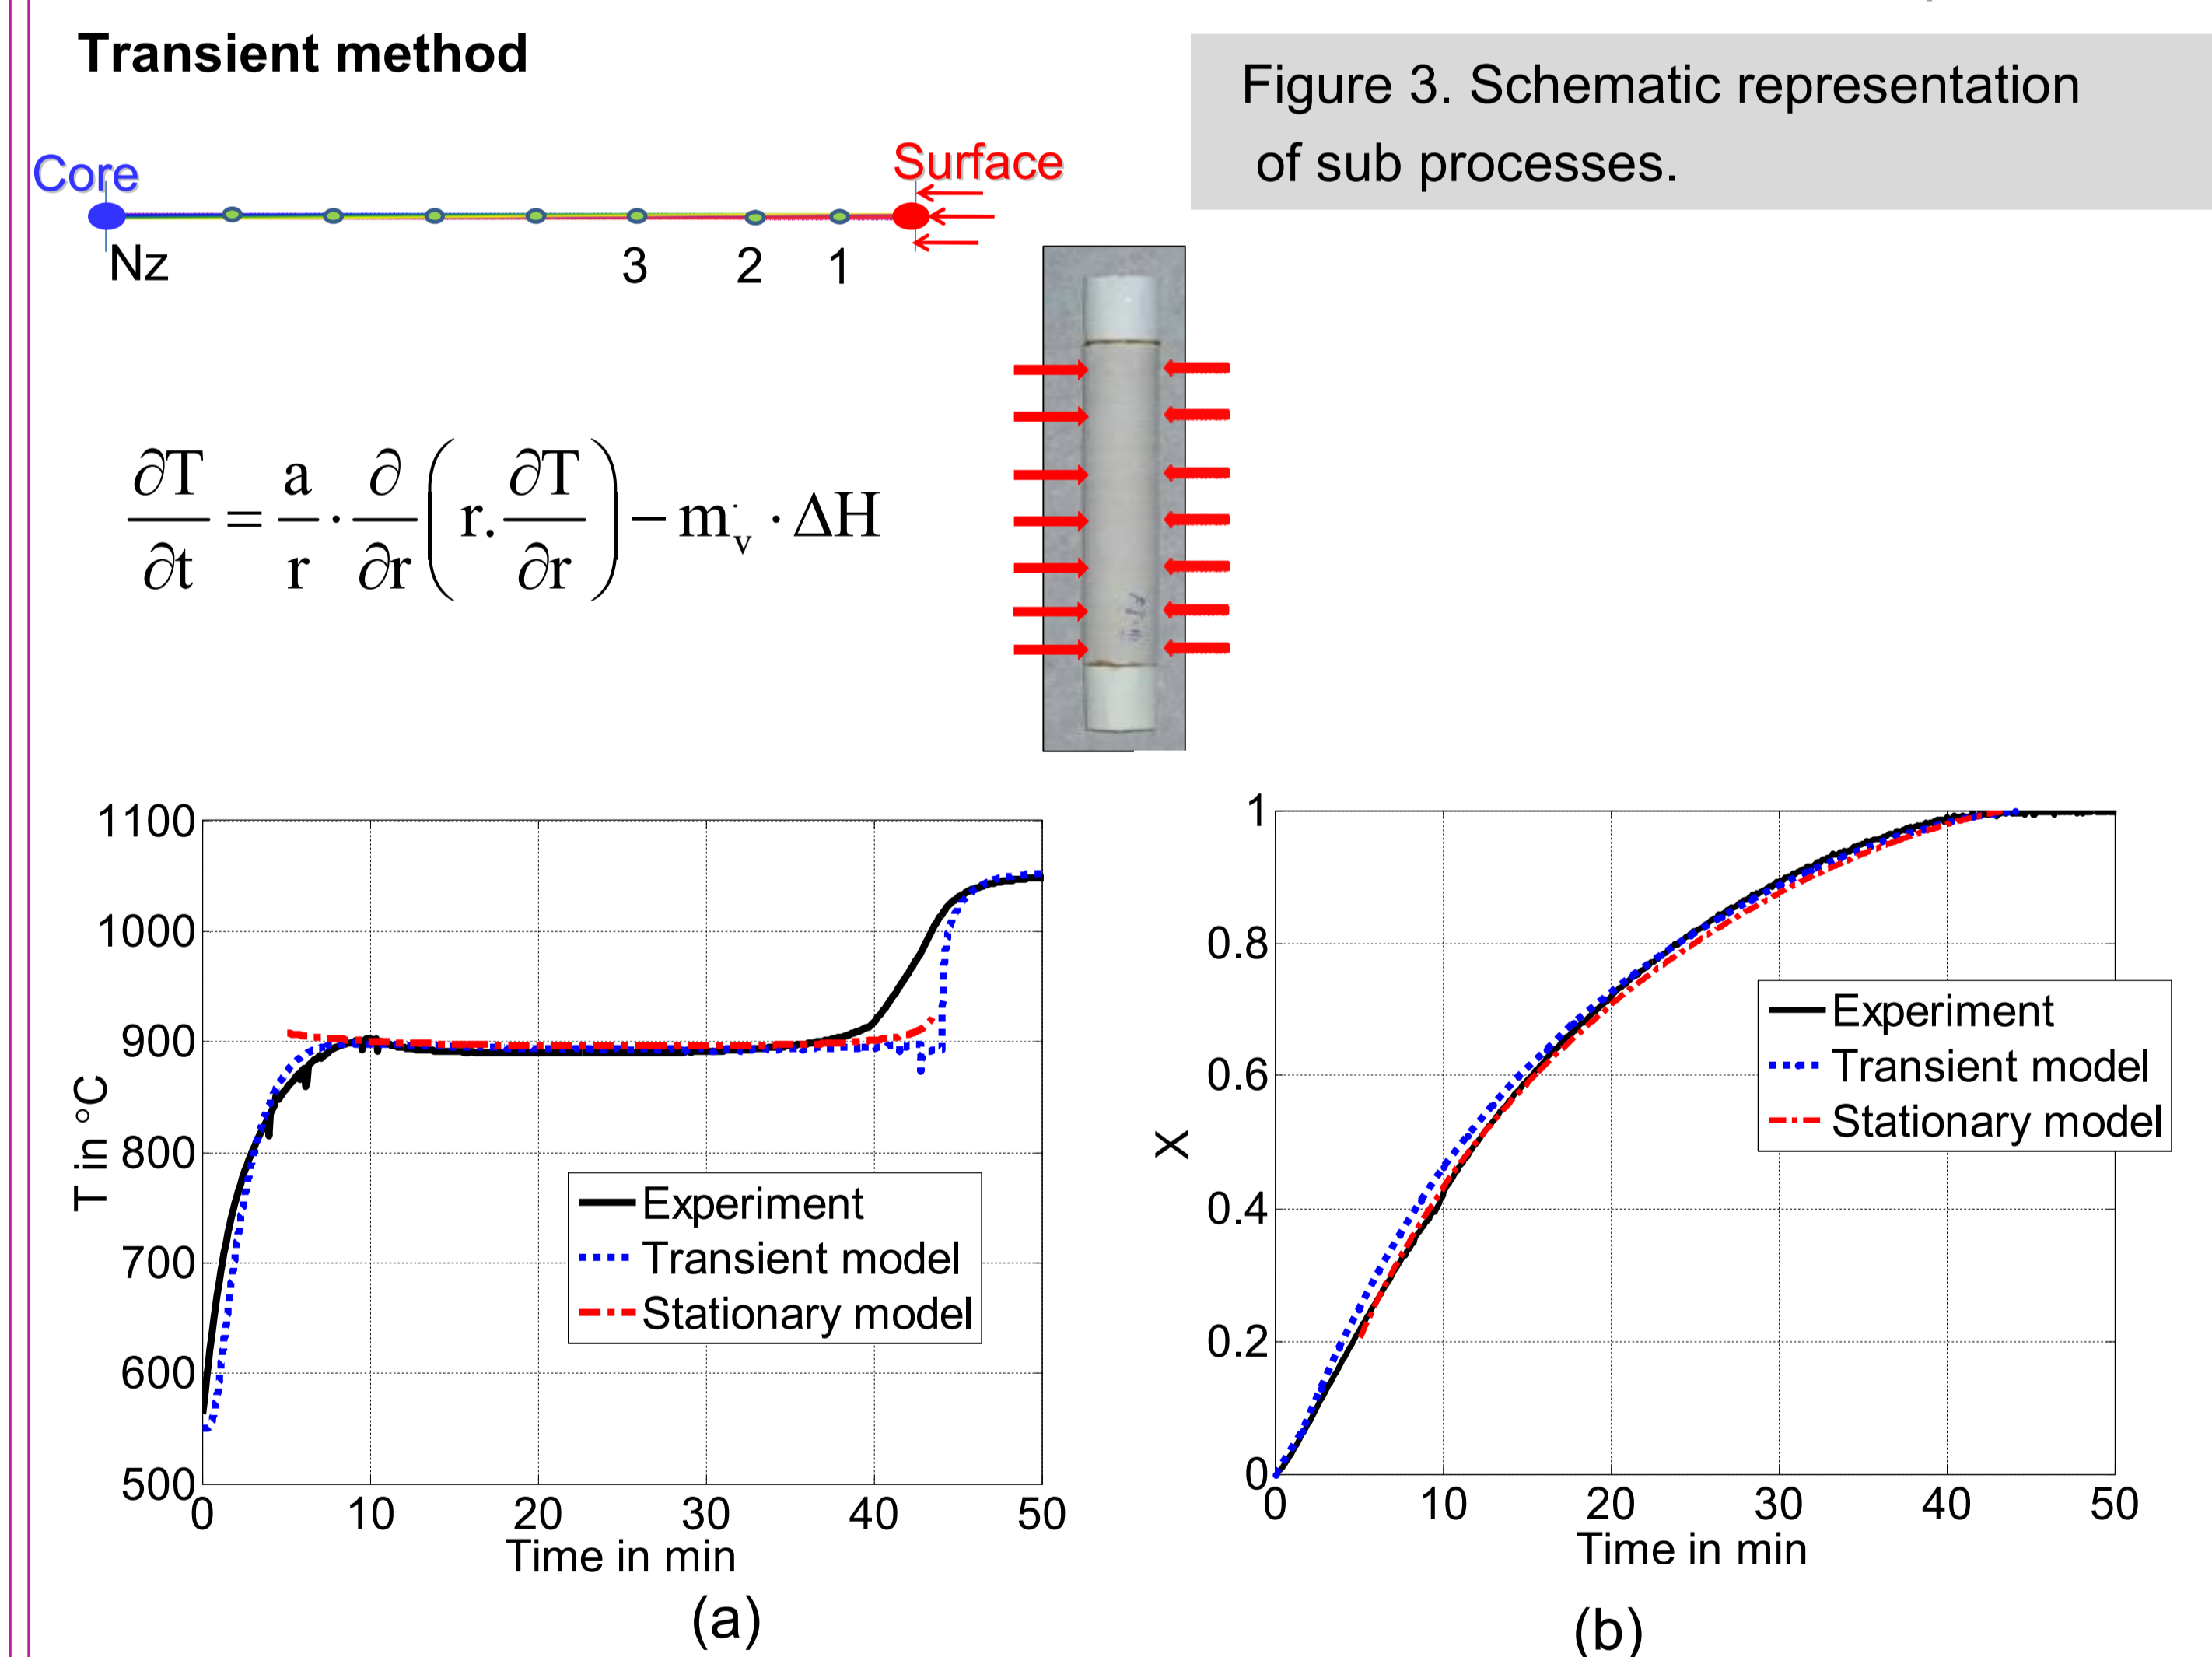 Transient method
Figure 3. Schematic representation
of sub processes.
Core
Surface
Nz 3 2 1
∂T/∂t = a/r · ∂/∂r ( r. ∂T/∂r ) − ṁ_v · ΔH
1100
1000
900
800
700
600
500
T in °C
0 10 20 30 40 50
Time in min
Experiment
Transient model
Stationary model
(a)
1
0.8
0.6
0.4
0.2
0
X
0 10 20 30 40 50
Time in min
Experiment
Transient model
Stationary model
(b)